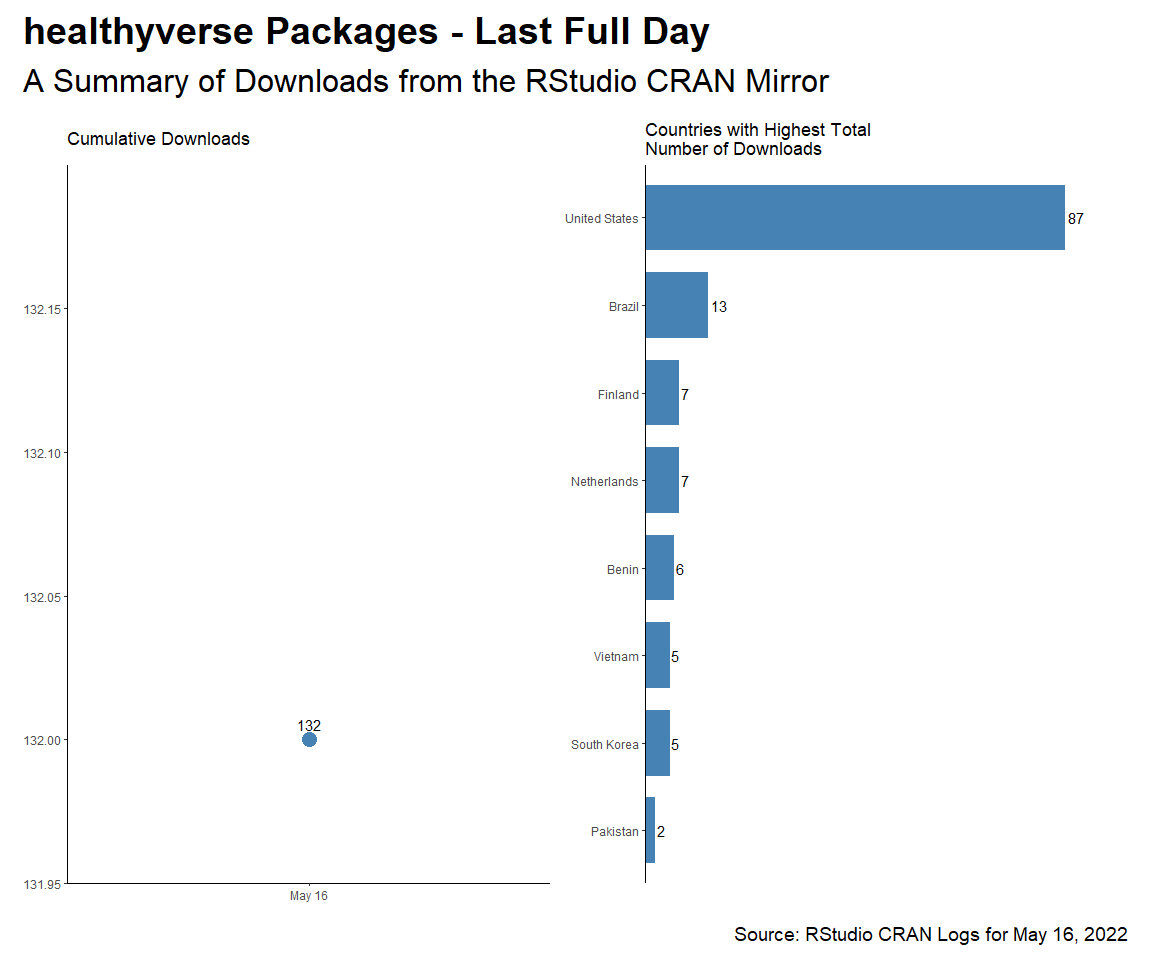 healthyverse Packages - Last Full Day
A Summary of Downloads from the RStudio CRAN Mirror
Cumulative Downloads
132.15
132.10
132.05
132.00
131.95
132
May 16
Countries with Highest Total
Number of Downloads
United States 87
Brazil 13
Finland 7
Netherlands 7
Benin 6
Vietnam 5
South Korea 5
Pakistan 2
Source: RStudio CRAN Logs for May 16, 2022